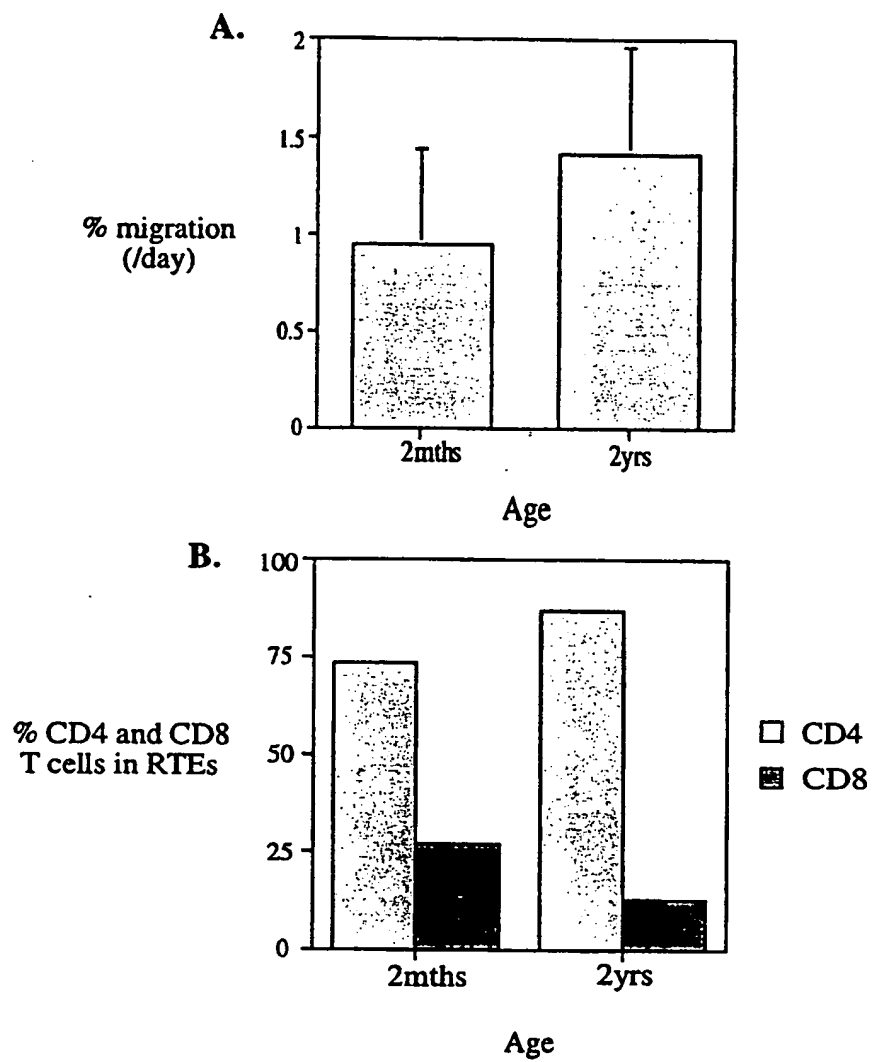 A.
2
1.5
1
0.5
0
% migration
(/day)
2mths 2yrs
Age
B.
100
75
50
25
0
% CD4 and CD8
T cells in RTEs
CD4
CD8
2mths 2yrs
Age